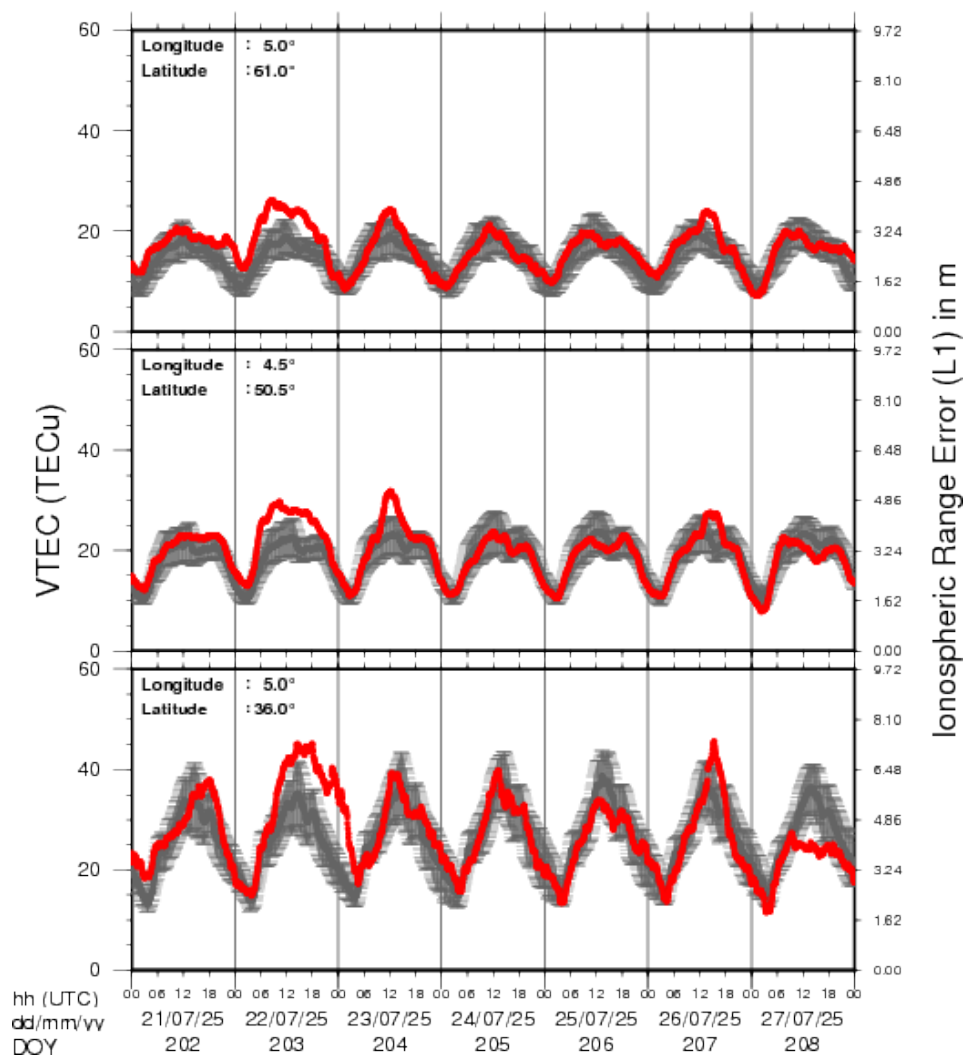 60 9.72
Longitude : 5.0°
Latitude : 61.0°
8.10
40 6.48
4.86
20 3.24
1.62
0 0.00
60 9.72
Longitude : 4.5°
Latitude : 50.5°
8.10
40 6.48
4.86
20 3.24
1.62
0 0.00
60 9.72
Longitude : 5.0°
Latitude : 36.0°
8.10
40 6.48
4.86
20 3.24
1.62
0 0.00
VTEC (TECu)
Ionospheric Range Error (L1) in m
hh (UTC) 00 06 12 18 00 06 12 18 00 06 12 18 00 06 12 18 00 06 12 18 00 06 12 18 00 06 12 18 00
dd/mm/yy 21/07/25 22/07/25 23/07/25 24/07/25 25/07/25 26/07/25 27/07/25
DOY 202 203 204 205 206 207 208